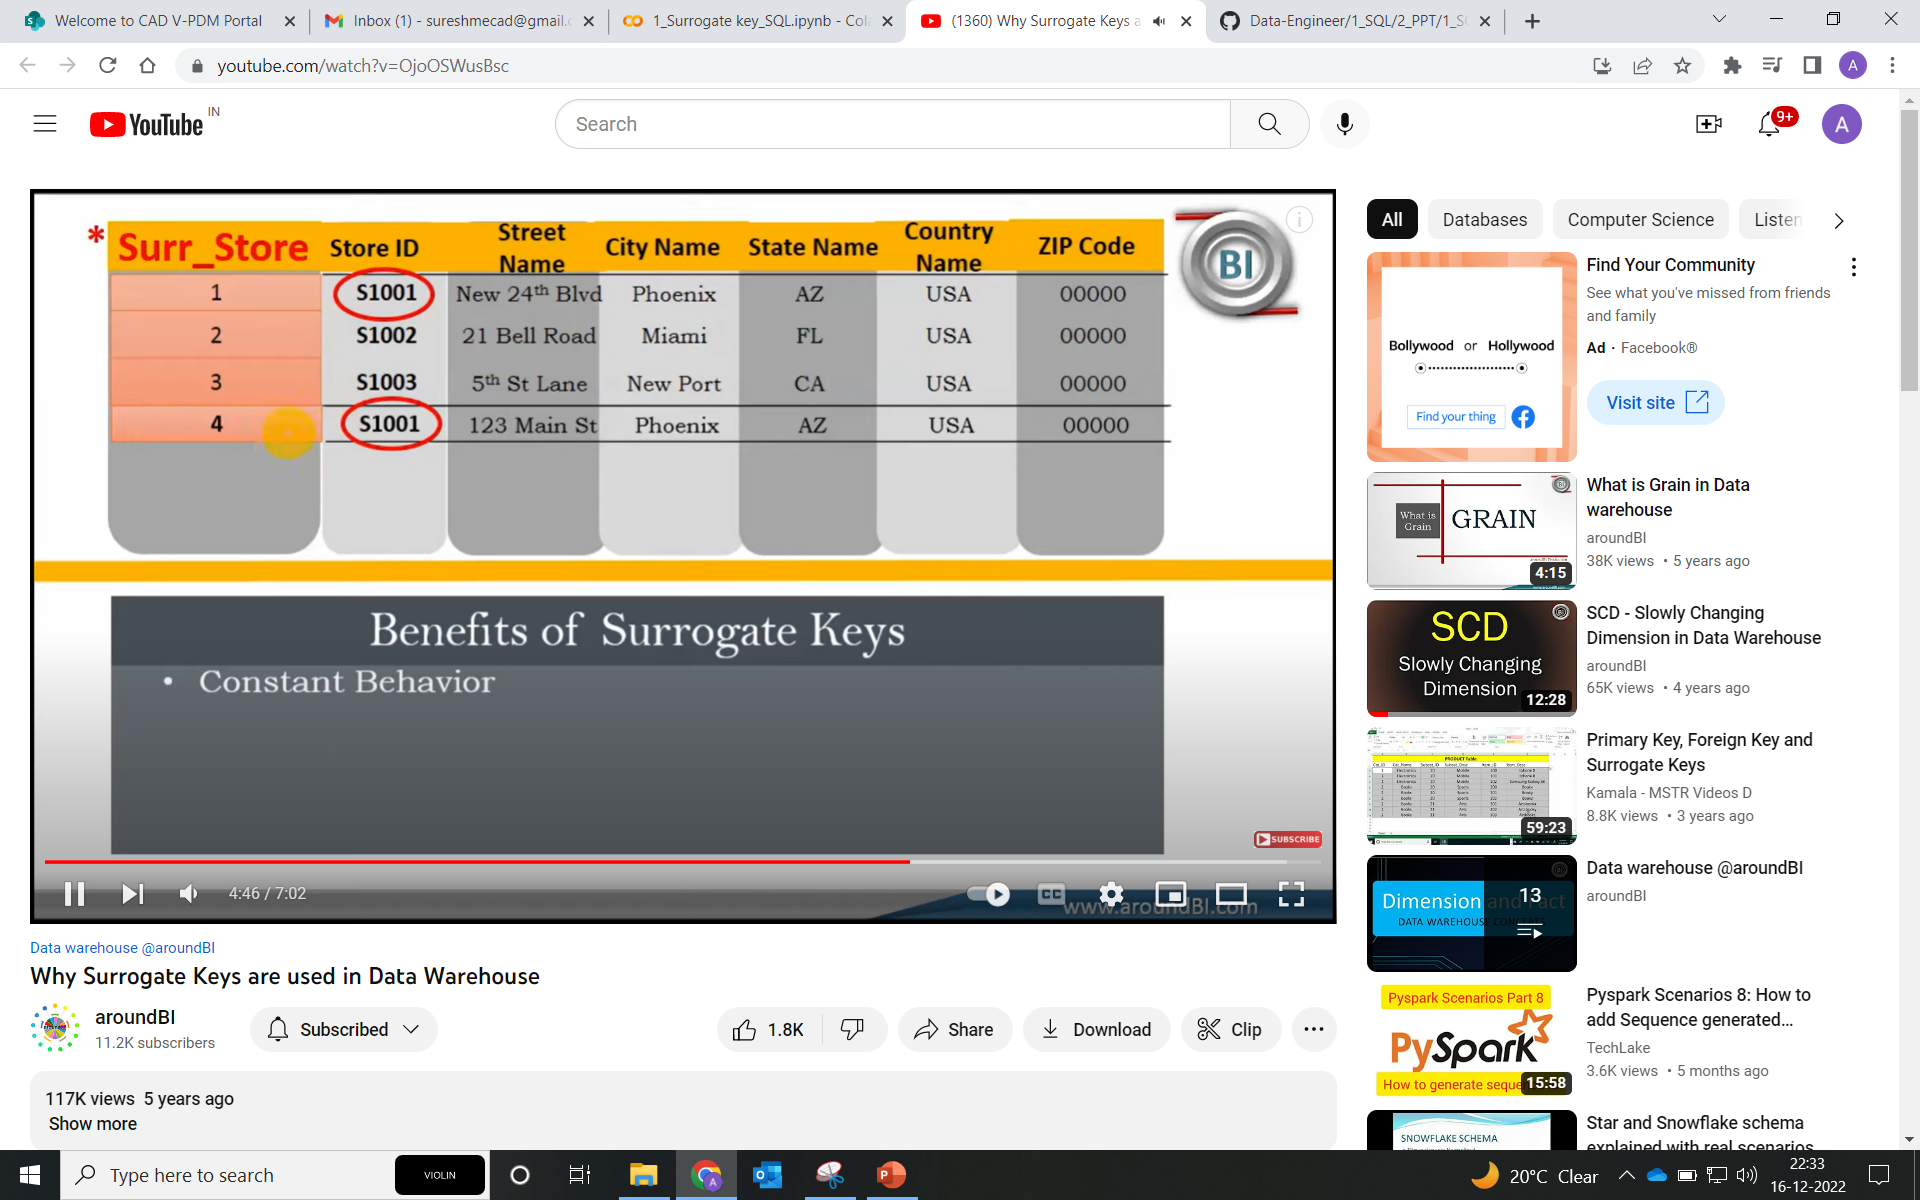 Welcome to CAD V-PDM Portal
Inbox (1) - sureshmecad@gmail.c
1_Surrogate key_SQL.ipynb - Cola
(1360) Why Surrogate Keys a
Data-Engineer/1_SQL/2_PPT/1_S
youtube.com/watch?v=OjoOSWusBsc
A
YouTube IN
Search
9+
A
* Surr_Store Store ID Street Name City Name State Name Country Name ZIP Code
1 S1001 New 24th Blvd Phoenix AZ USA 00000
2 S1002 21 Bell Road Miami FL USA 00000
3 S1003 5th St Lane New Port CA USA 00000
4 S1001 123 Main St Phoenix AZ USA 00000
BI
Benefits of Surrogate Keys
• Constant Behavior
SUBSCRIBE
4:46 / 7:02
CC
www.aroundBI.com
Data warehouse @aroundBI
Why Surrogate Keys are used in Data Warehouse
aroundBI
11.2K subscribers
Subscribed
1.8K
Share
Download
Clip
117K views 5 years ago
Show more
All
Databases
Computer Science
Listen
Bollywood or Hollywood
Find your thing
Find Your Community
See what you've missed from friends
and family
Ad · Facebook®
Visit site
What is
Grain
GRAIN
4:15
What is Grain in Data
warehouse
aroundBI
38K views • 5 years ago
SCD
Slowly Changing
Dimension
12:28
SCD - Slowly Changing
Dimension in Data Warehouse
aroundBI
65K views • 4 years ago
PRODUCT Table
59:23
Primary Key, Foreign Key and
Surrogate Keys
Kamala - MSTR Videos D
8.8K views • 3 years ago
Dimension and Fact
DATA WAREHOUSE CONCEPTS
13
Data warehouse @aroundBI
aroundBI
Pyspark Scenarios Part 8
PySpark
How to generate seque
15:58
Pyspark Scenarios 8: How to
add Sequence generated...
TechLake
3.6K views • 5 months ago
SNOWFLAKE SCHEMA
Star and Snowflake schema
explained with real scenarios
Type here to search
VIOLIN
A
P
20°C Clear
22:33
16-12-2022